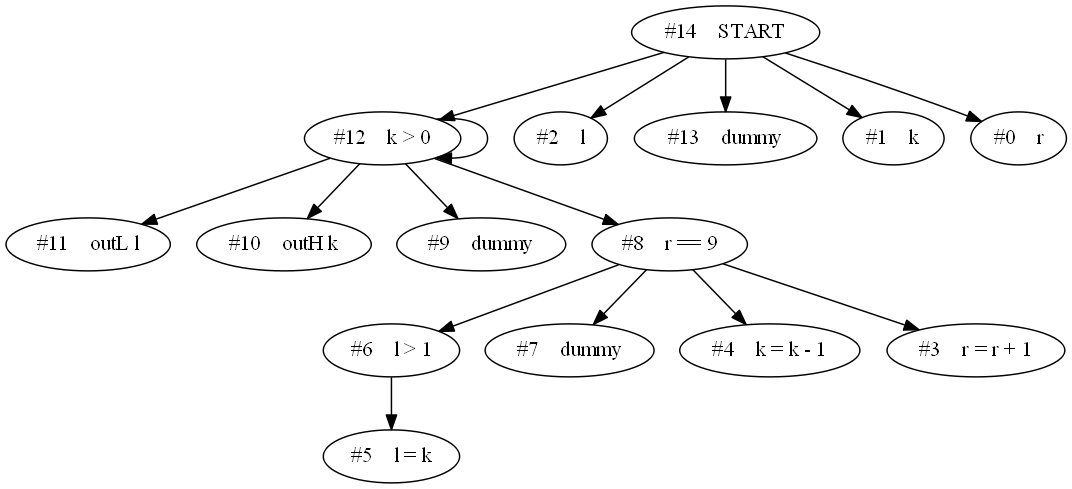 #14 START
#12 k > 0
#2 l
#13 dummy
#1 k
#0 r
#11 outL l
#10 outH k
#9 dummy
#8 r == 9
#6 l > 1
#7 dummy
#4 k = k - 1
#3 r = r + 1
#5 l = k